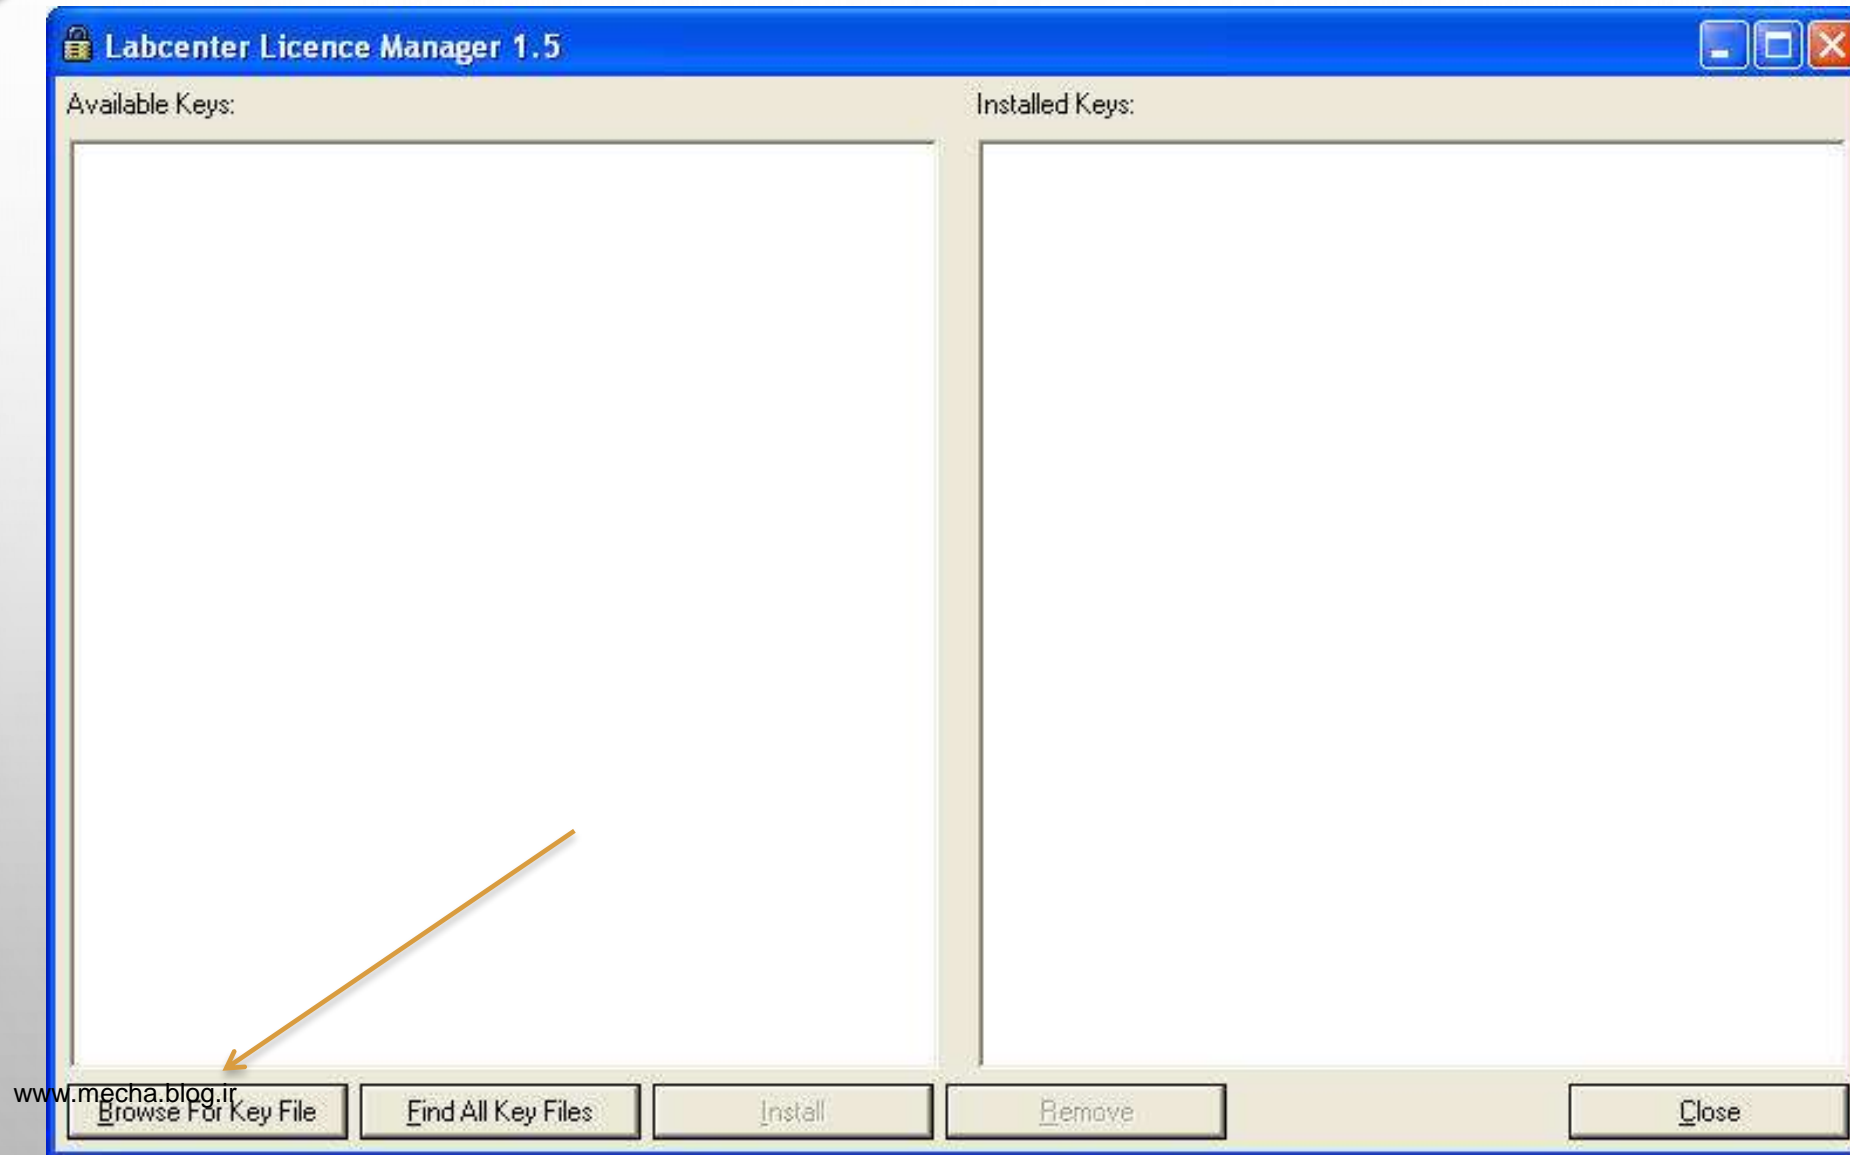 Labcenter Licence Manager 1.5
Available Keys:
Installed Keys:
www.mecha.blog.ir
Browse For Key File
Find All Key Files
Install
Remove
Close